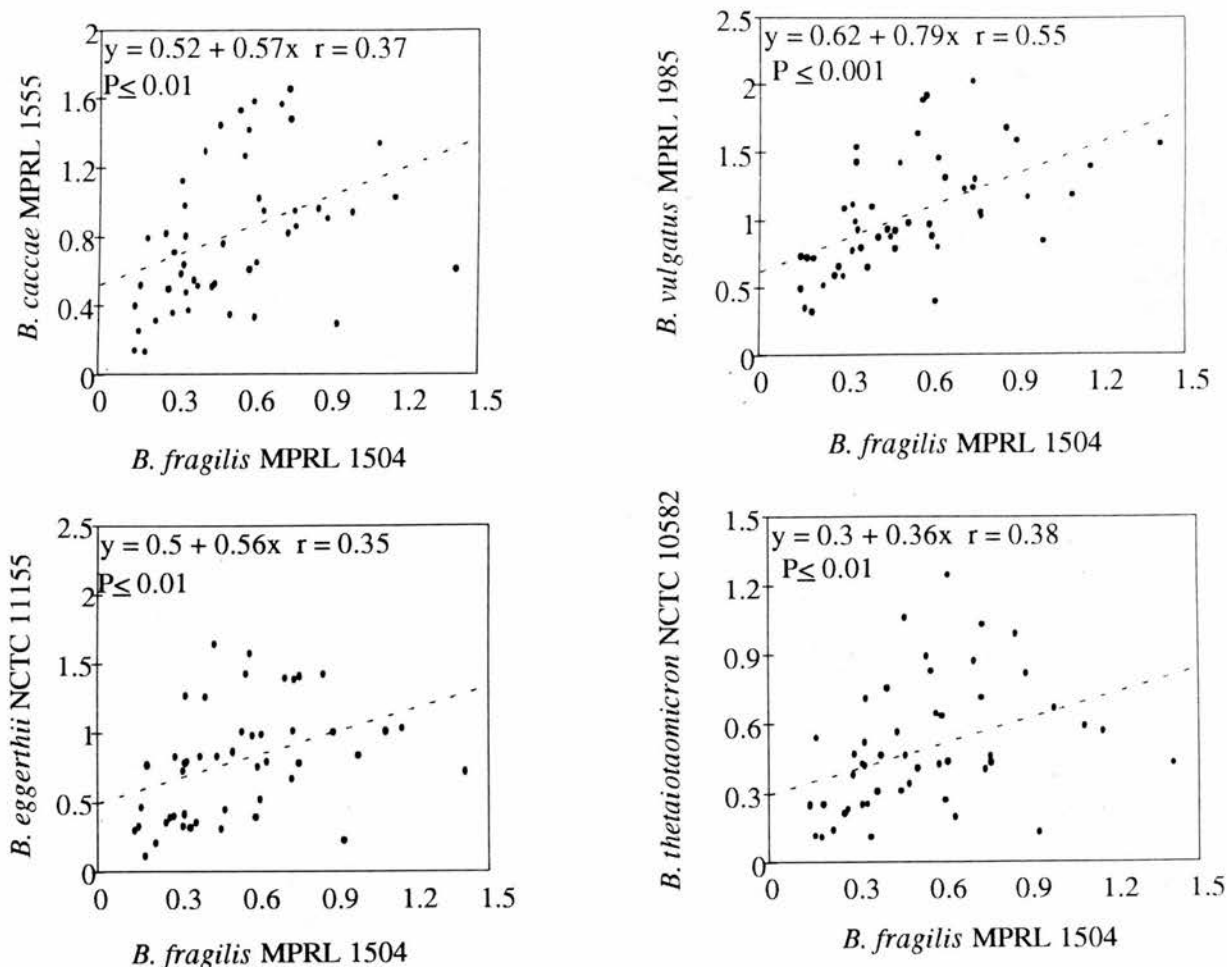 B. caccae MPRL 1555
y = 0.52 + 0.57x r = 0.37
P ≤ 0.01
2
1.6
1.2
0.8
0.4
0
0 0.3 0.6 0.9 1.2 1.5
B. fragilis MPRL 1504
B. vulgatus MPRL 1985
y = 0.62 + 0.79x r = 0.55
P ≤ 0.001
2.5
2
1.5
1
0.5
0
0 0.3 0.6 0.9 1.2 1.5
B. fragilis MPRL 1504
B. eggerthii NCTC 11155
y = 0.5 + 0.56x r = 0.35
P ≤ 0.01
2.5
2
1.5
1
0.5
0
0 0.3 0.6 0.9 1.2 1.5
B. fragilis MPRL 1504
B. thetaiotaomicron NCTC 10582
y = 0.3 + 0.36x r = 0.38
P ≤ 0.01
1.5
1.2
0.9
0.6
0.3
0
0 0.3 0.6 0.9 1.2 1.5
B. fragilis MPRL 1504